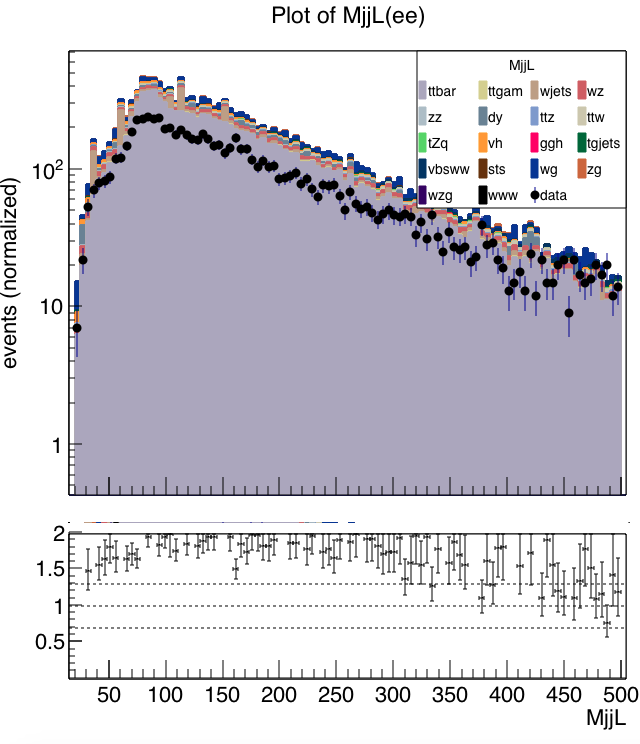 Plot of MjjL(ee)
MjjL
ttbar ttgam wjets wz
zz dy ttz ttw
tZq vh ggh tgjets
vbsww sts wg zg
wzg www data
events (normalized)
10²
10
1
2
1.5
1
0.5
50 100 150 200 250 300 350 400 450 500
MjjL